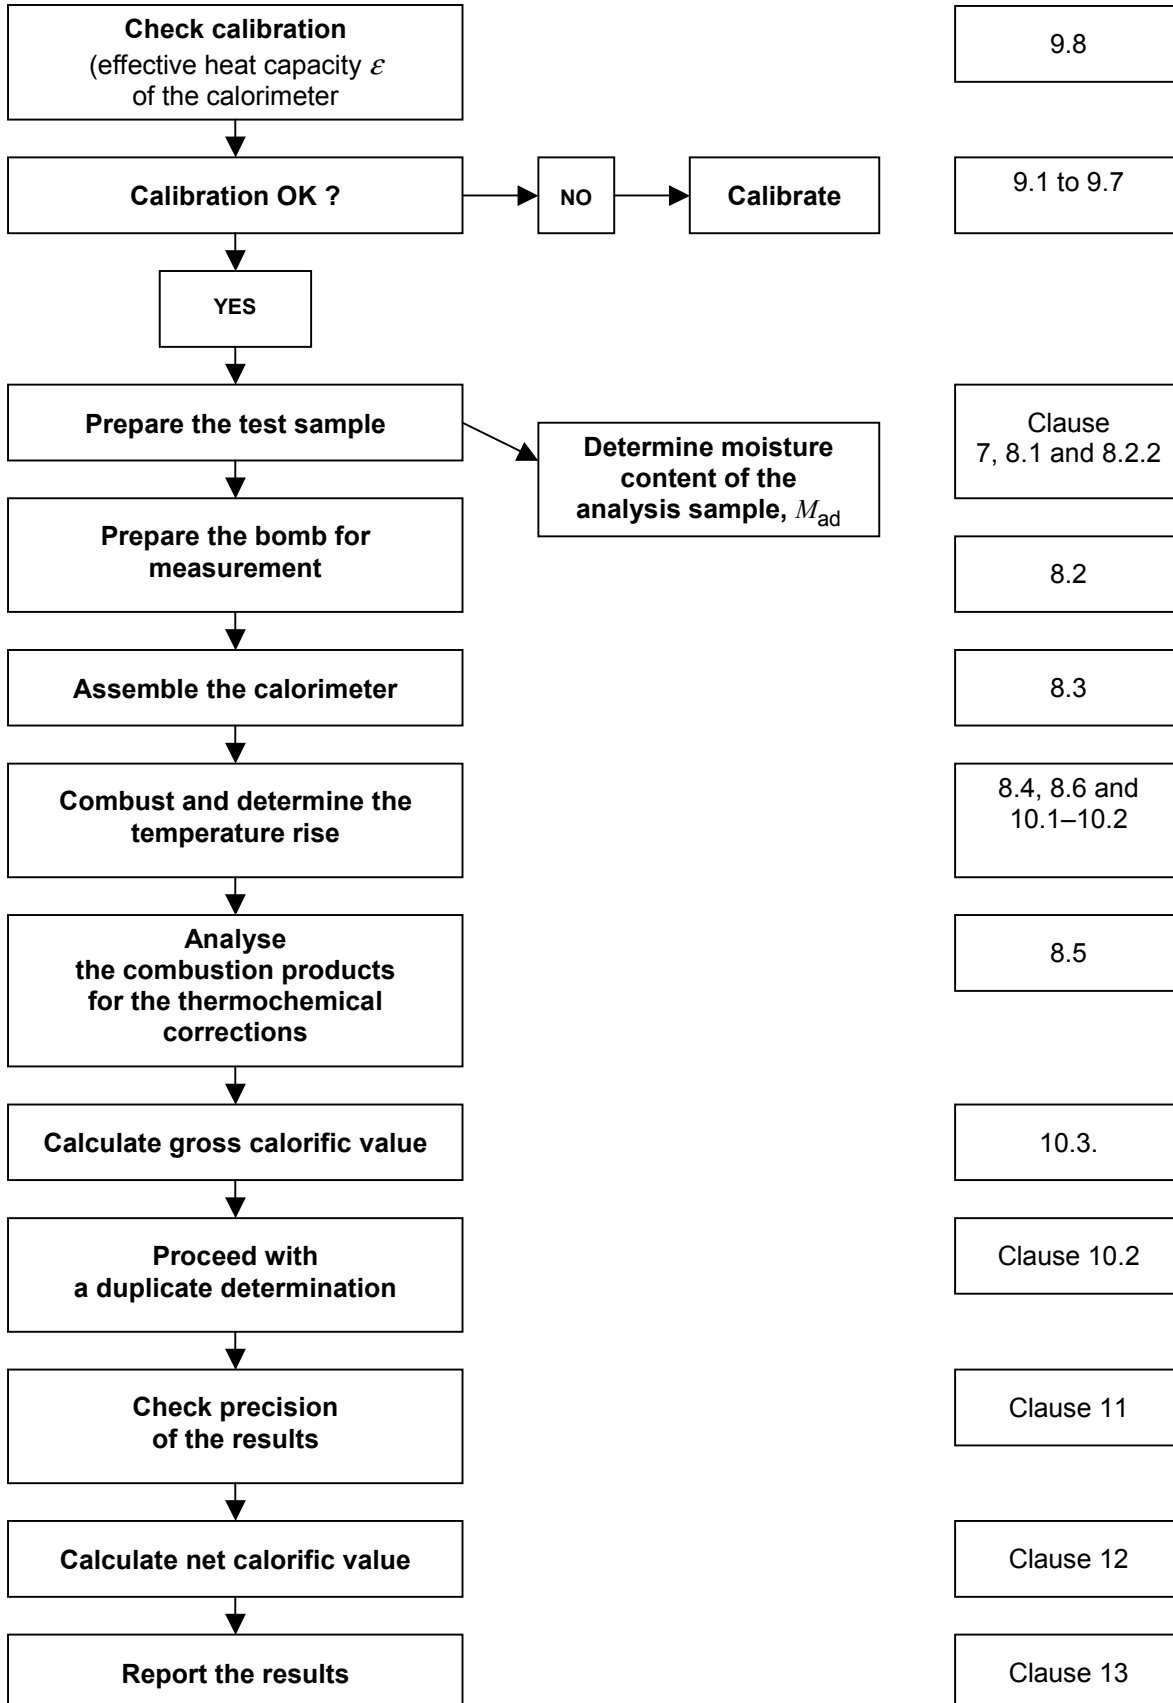 Check calibration
(effective heat capacity ε
of the calorimeter
9.8
Calibration OK ?
NO
Calibrate
9.1 to 9.7
YES
Prepare the test sample
Determine moisture
content of the
analysis sample, Mad
Clause
7, 8.1 and 8.2.2
Prepare the bomb for
measurement
8.2
Assemble the calorimeter
8.3
Combust and determine the
temperature rise
8.4, 8.6 and
10.1–10.2
Analyse
the combustion products
for the thermochemical
corrections
8.5
Calculate gross calorific value
10.3.
Proceed with
a duplicate determination
Clause 10.2
Check precision
of the results
Clause 11
Calculate net calorific value
Clause 12
Report the results
Clause 13